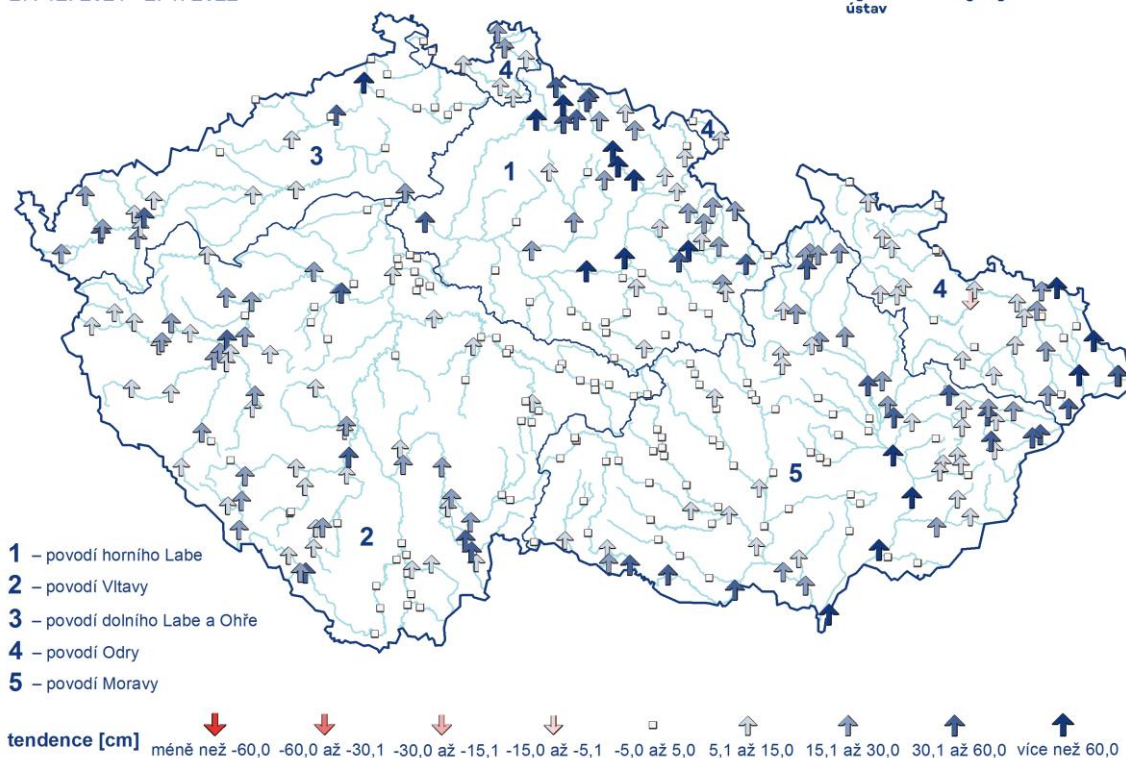 ústav
4
4
3
1
4
5
2
1 – povodí horního Labe
2 – povodí Vltavy
3 – povodí dolního Labe a Ohře
4 – povodí Odry
5 – povodí Moravy
tendence [cm] méně než -60,0 -60,0 až -30,1 -30,0 až -15,1 -15,0 až -5,1 -5,0 až 5,0 5,1 až 15,0 15,1 až 30,0 30,1 až 60,0 více než 60,0